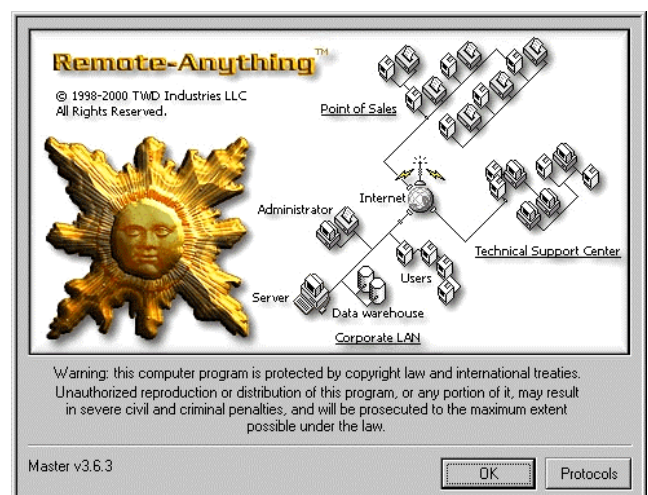 Remote-Anything™
© 1998-2000 TWD Industries LLC
All Rights Reserved.
Point of Sales
Internet
Administrator
Technical Support Center
Users
Server
Data warehouse
Corporate LAN
Warning: this computer program is protected by copyright law and international treaties.
Unauthorized reproduction or distribution of this program, or any portion of it, may result
in severe civil and criminal penalties, and will be prosecuted to the maximum extent
possible under the law.
Master v3.6.3
OK
Protocols